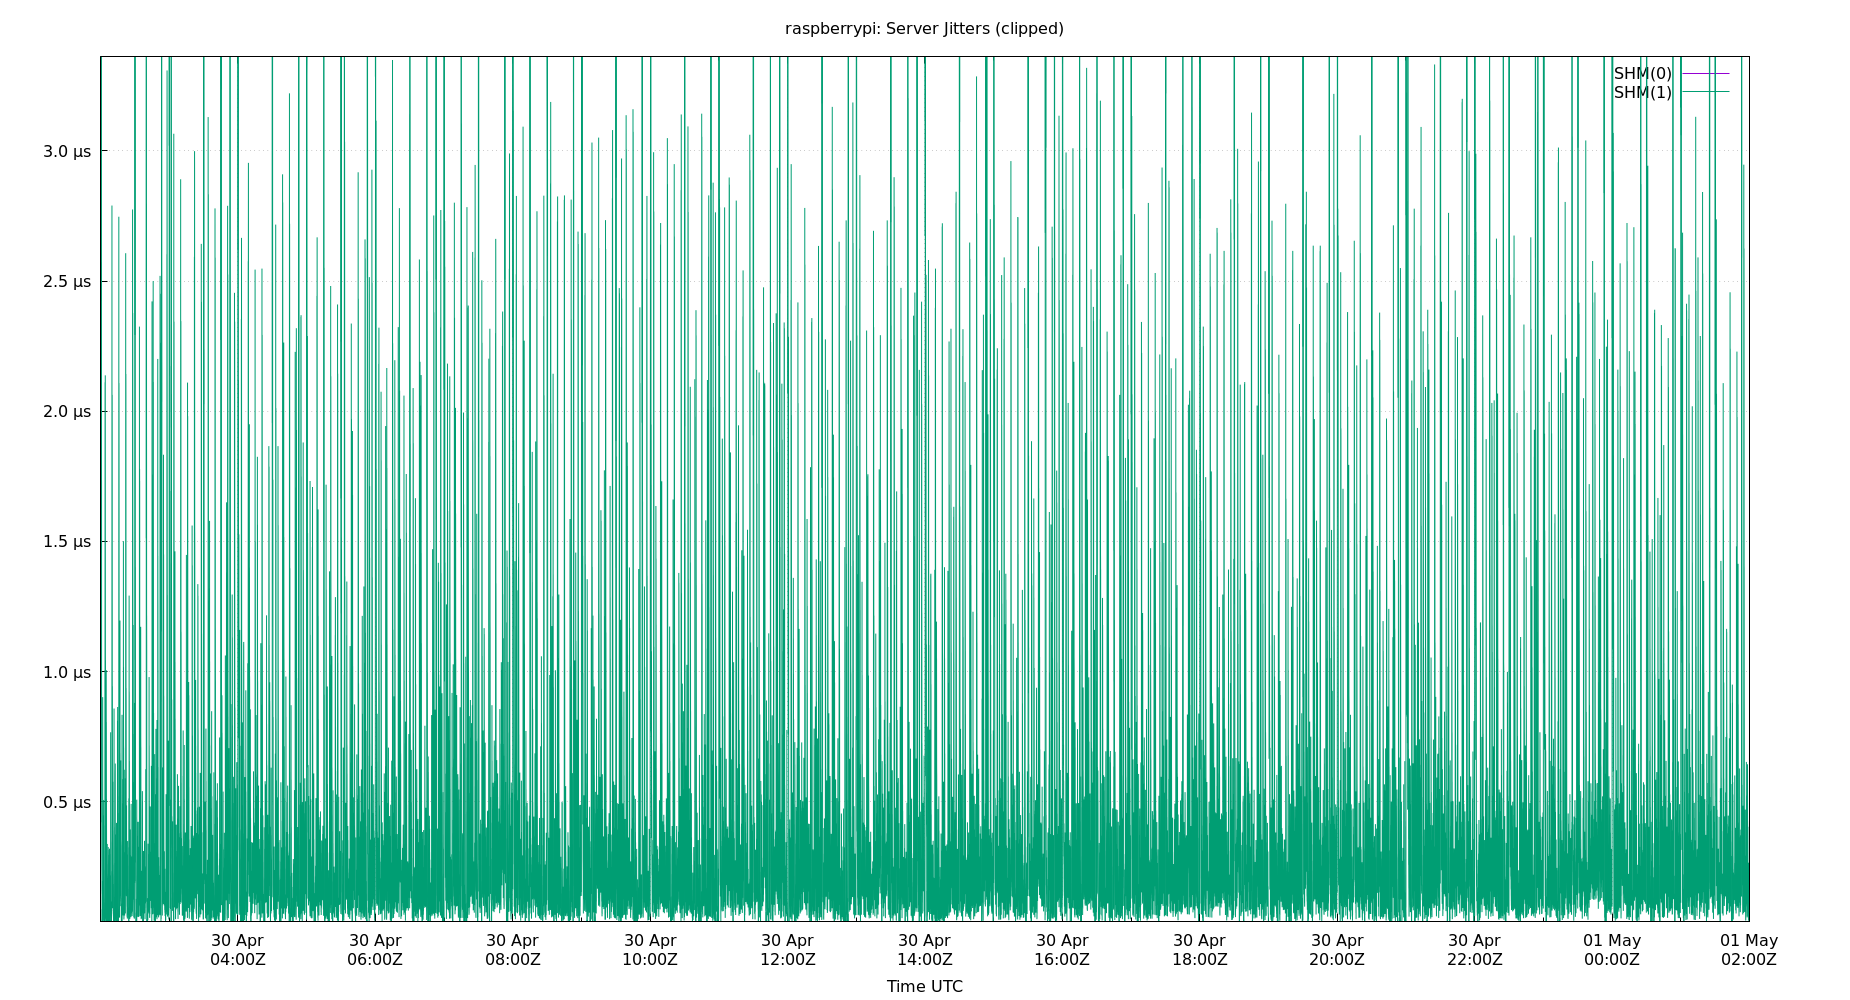 raspberrypi: Server Jitters (clipped)
SHM(0)
SHM(1)
3.0 µs
2.5 µs
2.0 µs
1.5 µs
1.0 µs
0.5 µs
30 Apr 30 Apr 30 Apr 30 Apr 30 Apr 30 Apr 30 Apr 30 Apr 30 Apr 30 Apr 01 May 01 May
04:00Z 06:00Z 08:00Z 10:00Z 12:00Z 14:00Z 16:00Z 18:00Z 20:00Z 22:00Z 00:00Z 02:00Z
Time UTC